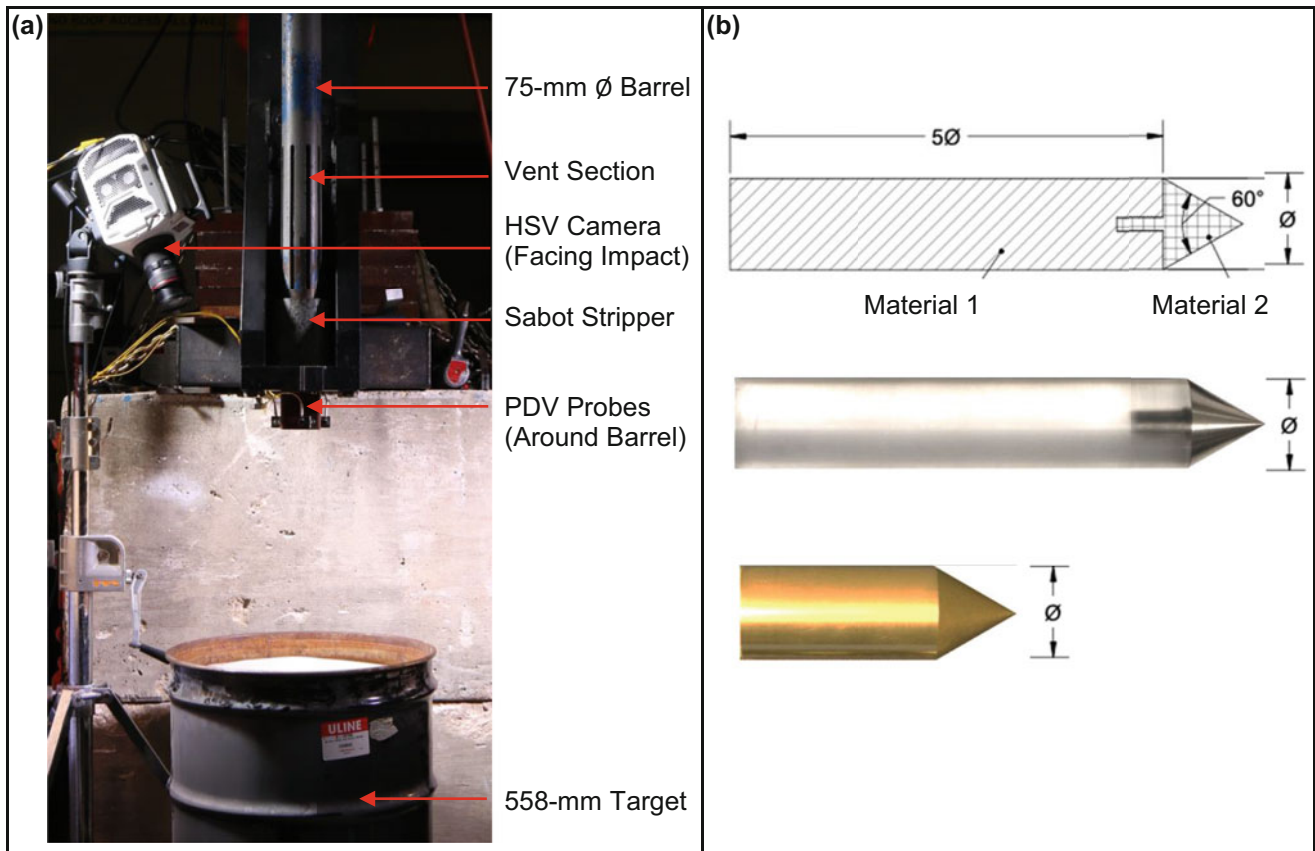 (a)
75-mm Ø Barrel
Vent Section
HSV Camera
(Facing Impact)
Sabot Stripper
PDV Probes
(Around Barrel)
ULINE
558-mm Target
(b)
5Ø
60°
Ø
Material 1
Material 2
Ø
Ø